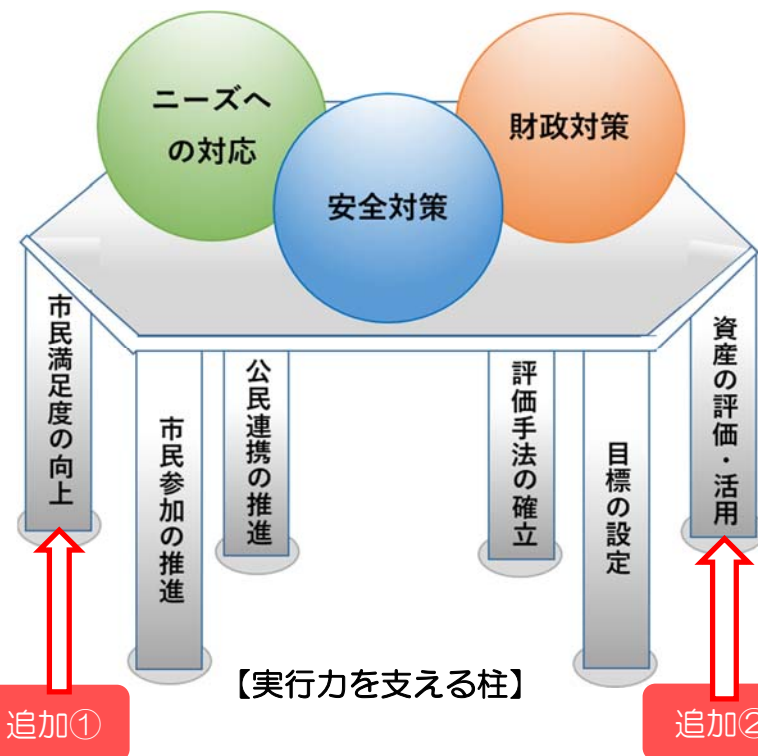 ニーズへ
の対応
財政対策
安全対策
市民満足度の向上
市民参加の推進
公民連携の推進
評価手法の確立
目標の設定
資産の評価・活用
【実行力を支える柱】
追加①
追加②